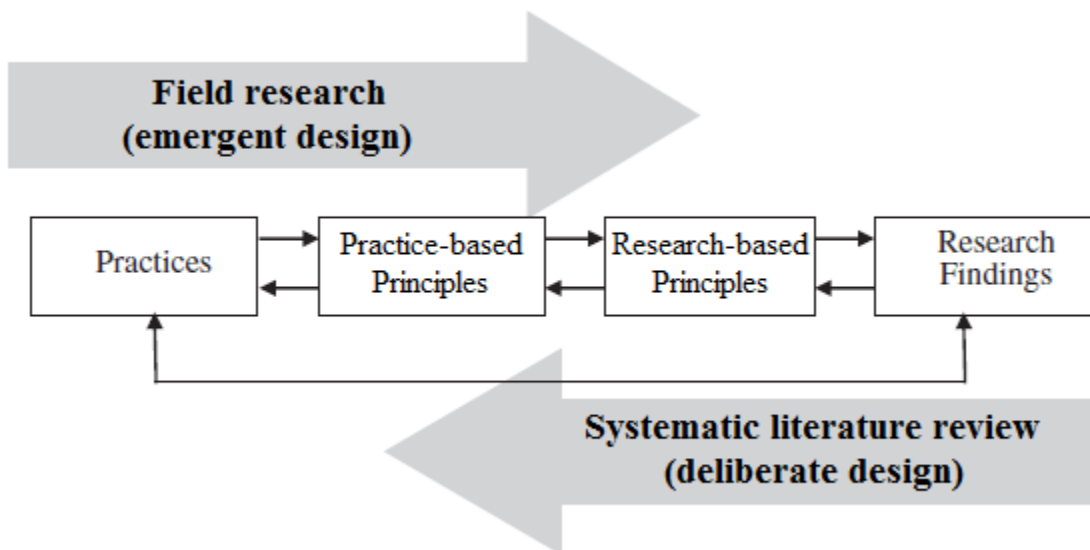 Field research
(emergent design)
Practices
Practice-based
Principles
Research-based
Principles
Research
Findings
Systematic literature review
(deliberate design)